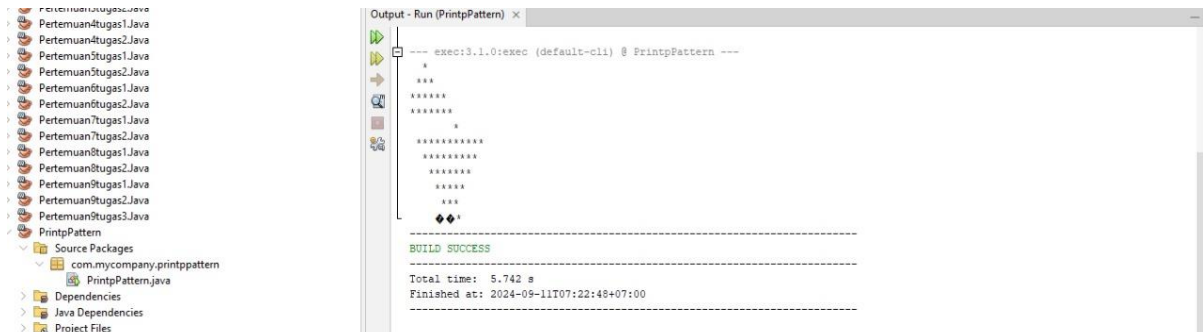 Pertemuan3tugas2.Java
Pertemuan4tugas1.Java
Pertemuan4tugas2.Java
Pertemuan5tugas1.Java
Pertemuan5tugas2.Java
Pertemuan6tugas1.Java
Pertemuan6tugas2.Java
Pertemuan7tugas1.Java
Pertemuan7tugas2.Java
Pertemuan8tugas1.Java
Pertemuan8tugas2.Java
Pertemuan9tugas1.Java
Pertemuan9tugas2.Java
Pertemuan9tugas3.Java
PrintpPattern
Source Packages
com.mycompany.printppattern
PrintpPattern.java
Dependencies
Java Dependencies
Project Files
Output - Run (PrintpPattern) ×
--- exec:3.1.0:exec (default-cli) @ PrintpPattern ---
*
***
******
*******
*
***********
*********
*******
*****
***
��*
------------------------------------------------------------------------
BUILD SUCCESS
------------------------------------------------------------------------
Total time:  5.742 s
Finished at: 2024-09-11T07:22:48+07:00
------------------------------------------------------------------------